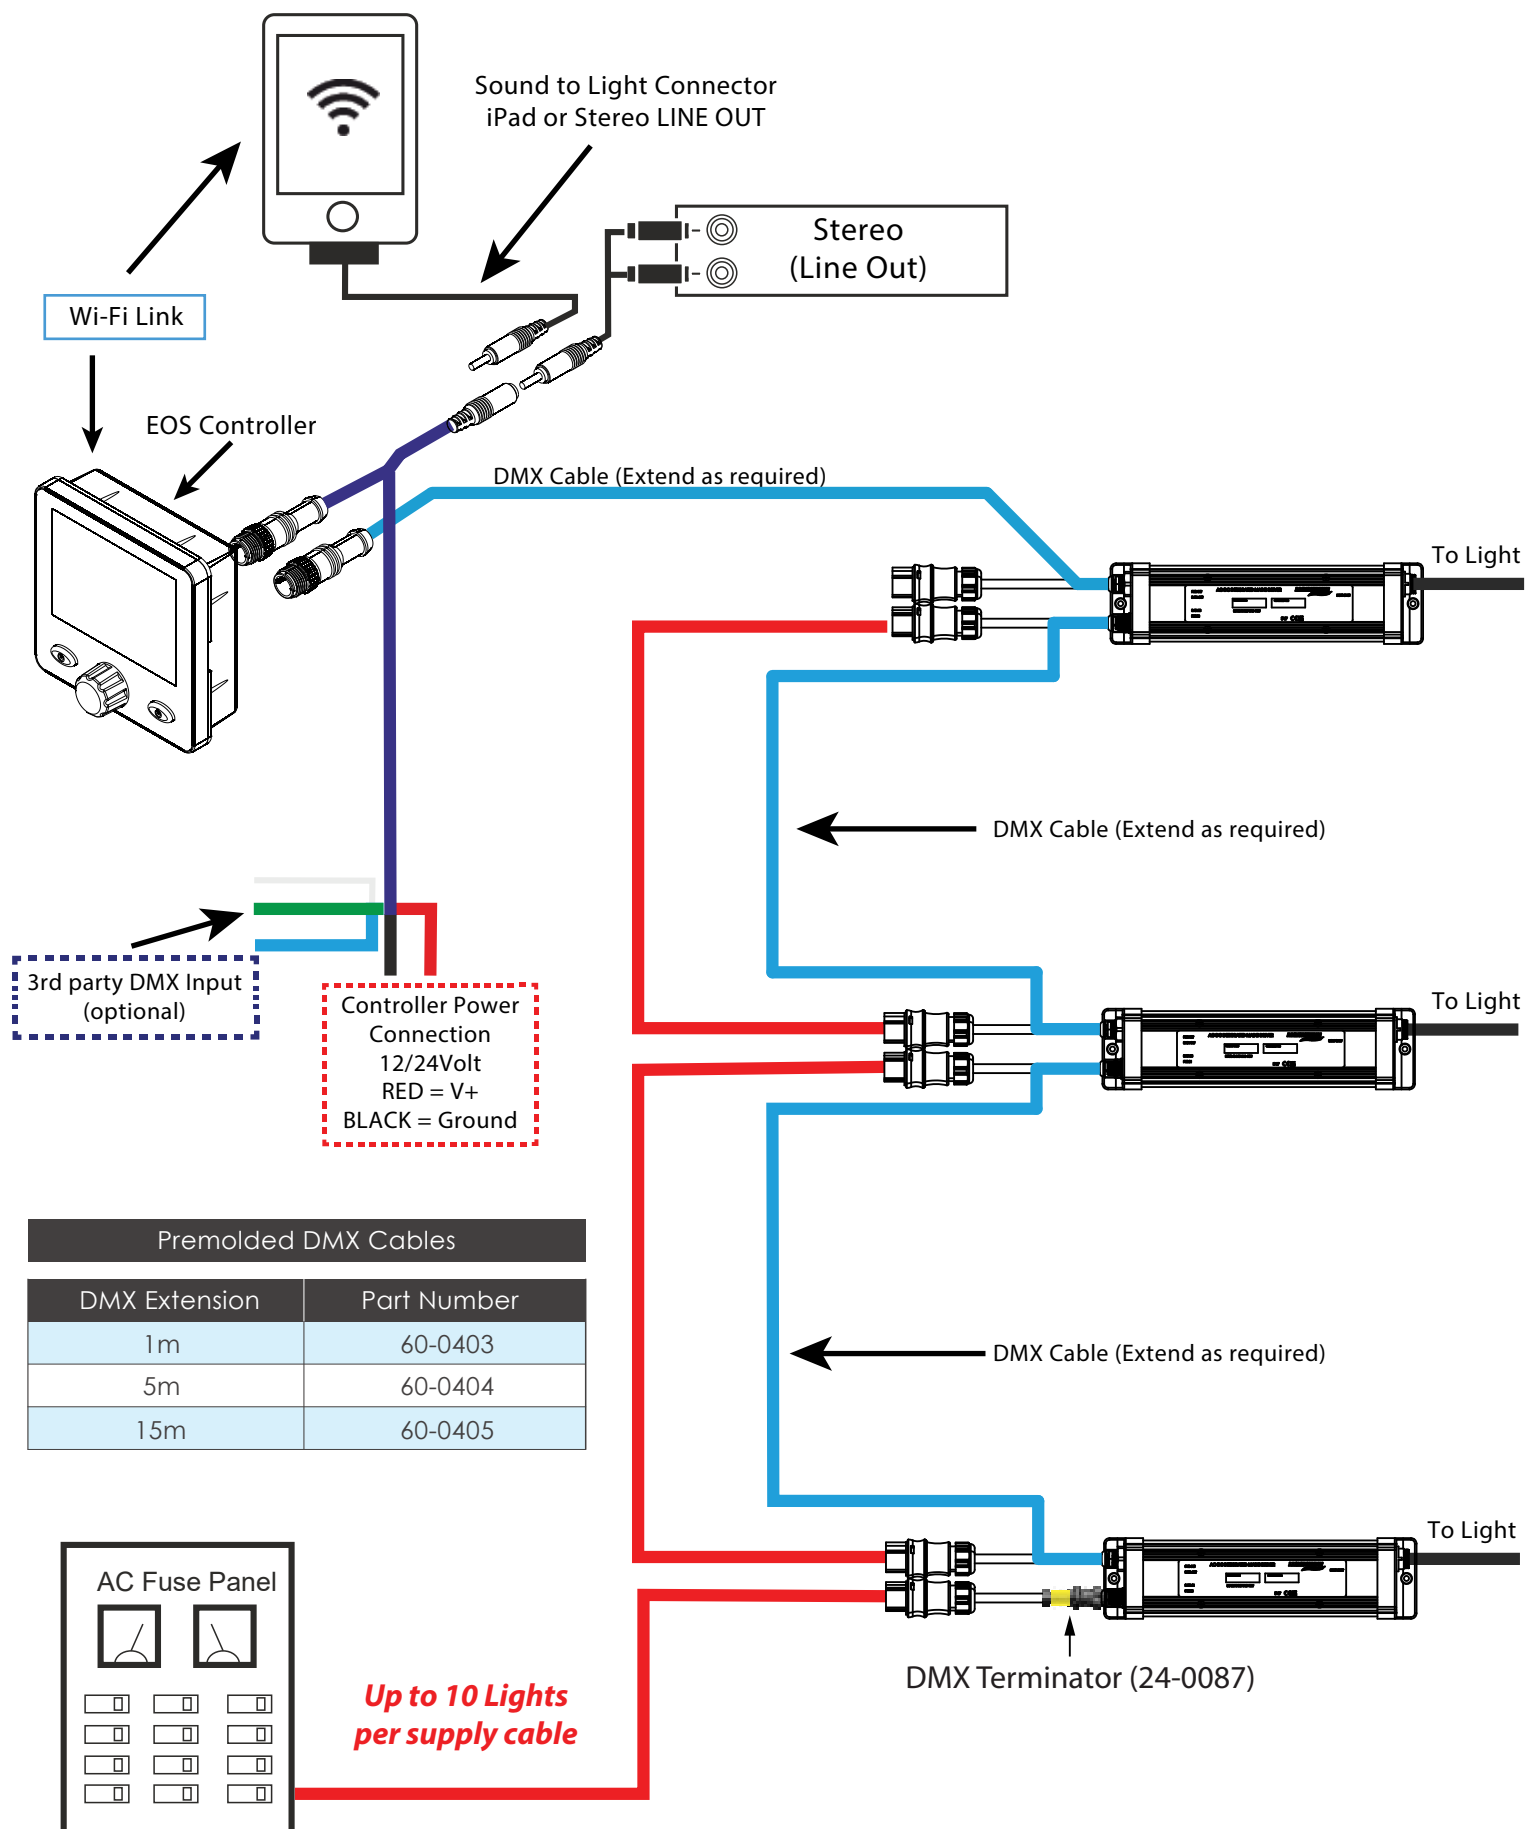 Sound to Light Connector
iPad or Stereo LINE OUT
Stereo
(Line Out)
Wi-Fi Link
EOS Controller
DMX Cable (Extend as required)
To Light
DMX Cable (Extend as required)
3rd party DMX Input
(optional)
Controller Power
Connection
12/24Volt
RED = V+
BLACK = Ground
To Light
Premolded DMX Cables
DMX Extension Part Number
1m 60-0403
5m 60-0404
15m 60-0405
DMX Cable (Extend as required)
To Light
AC Fuse Panel
DMX Terminator (24-0087)
Up to 10 Lights
per supply cable